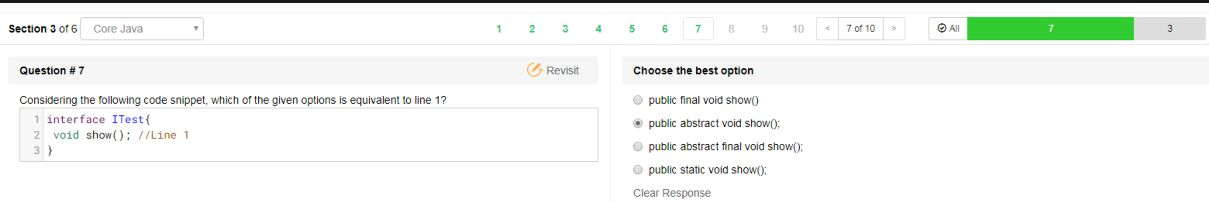 Section 3 of 6 Core Java 1 2 3 4 5 6 7 8 9 10 < 7 of 10 > All 7 3
Question # 7 Revisit
Considering the following code snippet, which of the given options is equivalent to line 1?
1 interface ITest{
2 void show(); //Line 1
3 }
Choose the best option
public final void show()
public abstract void show();
public abstract final void show();
public static void show();
Clear Response